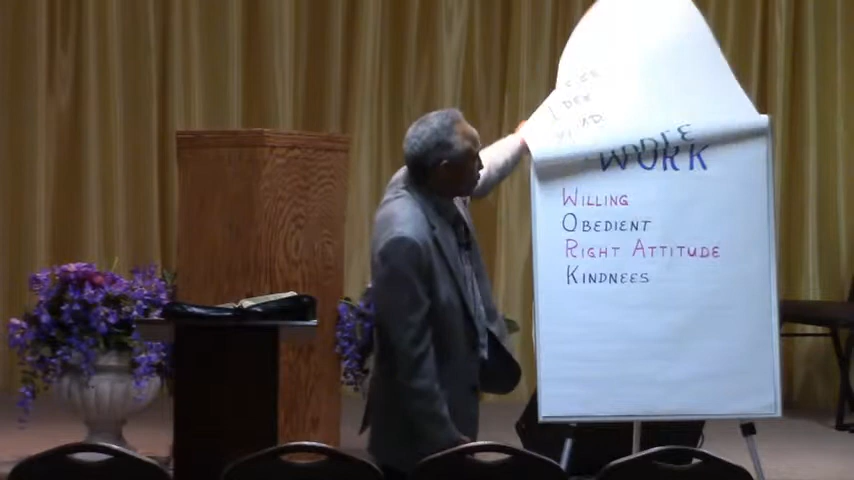 WORK
WILLING
OBEDIENT
RIGHT ATTITUDE
KINDNEES